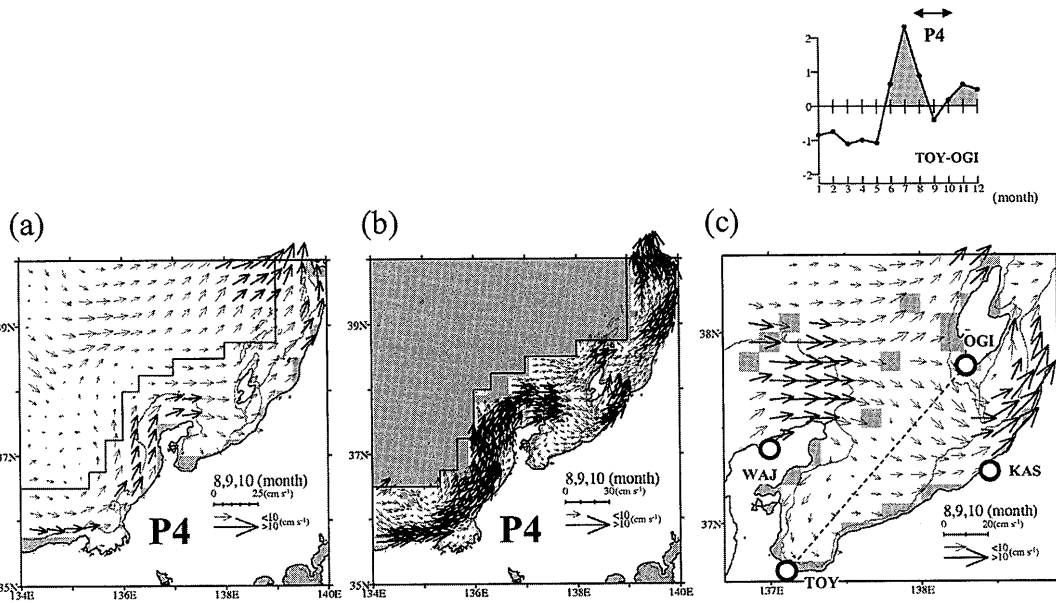 P4
2
1
0
-1
-2
TOY-OGI
1 2 3 4 5 6 7 8 9 10 11 12
(month)
(a)
39N
37N
35N
134E 136E 138E 140E
8,9,10 (month)
0 25(cm s⁻¹)
<10
>10 (cm s⁻¹)
P4
(b)
39N
37N
35N
134E 136E 138E 140E
8,9,10 (month)
0 30(cm s⁻¹)
<10
>10 (cm s⁻¹)
P4
(c)
38N
37N
137E 138E
ŌGI
WAJ
KAS
TOY
8,9,10 (month)
0 20(cm s⁻¹)
<10
>10 (cm s⁻¹)